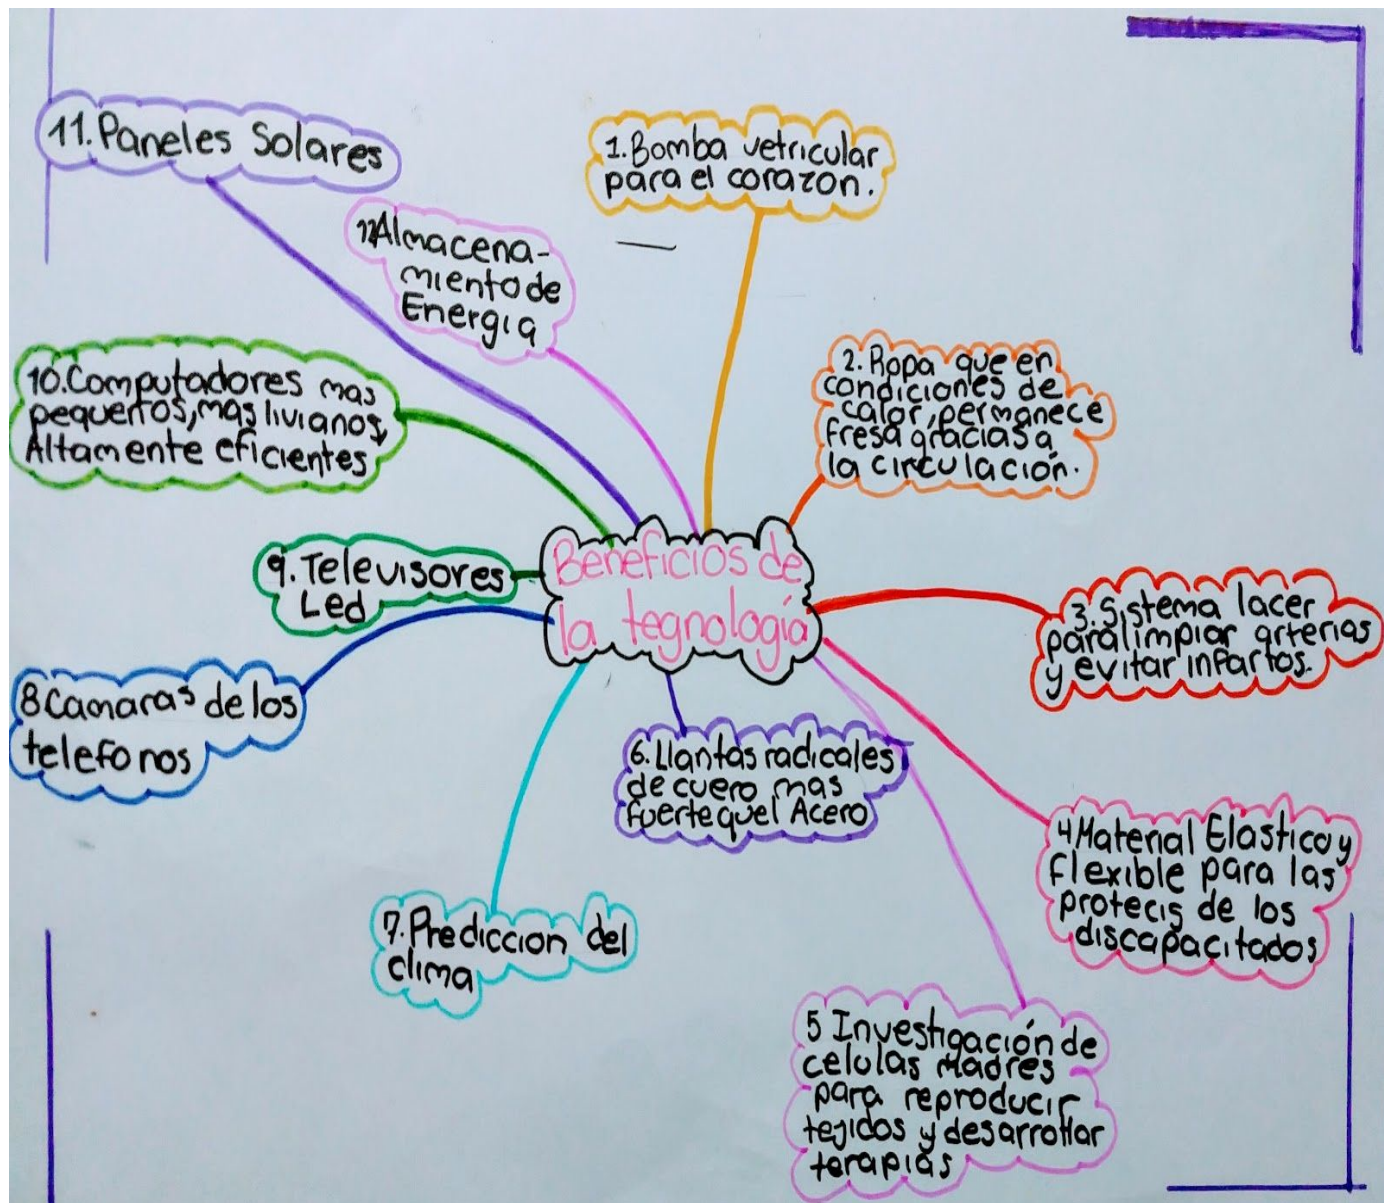 Beneficios de
la tegnología
1. Bomba vetricular
para el corazon.
2. Ropa que en
condiciones de
calor, permanece
fresa gracias a
la circulación.
3. Sistema lacer
para limpiar arterias
y evitar infartos.
4 Material Elastico y
flexible para las
protecis de los
discapacitados
5 Investigación de
celulas Madres
para reproducir
tejidos y desarrollar
terapias
6. Llantas radicales
de cuero mas
fuerte quel Acero
7. Prediccion del
clima
8 Camaras de los
telefonos
9. Televisores
Led
10. Computadores mas
pequeños, mas livianos,
Altamente eficientes
11. Paneles Solares
12 Almacena-
miento de
Energia